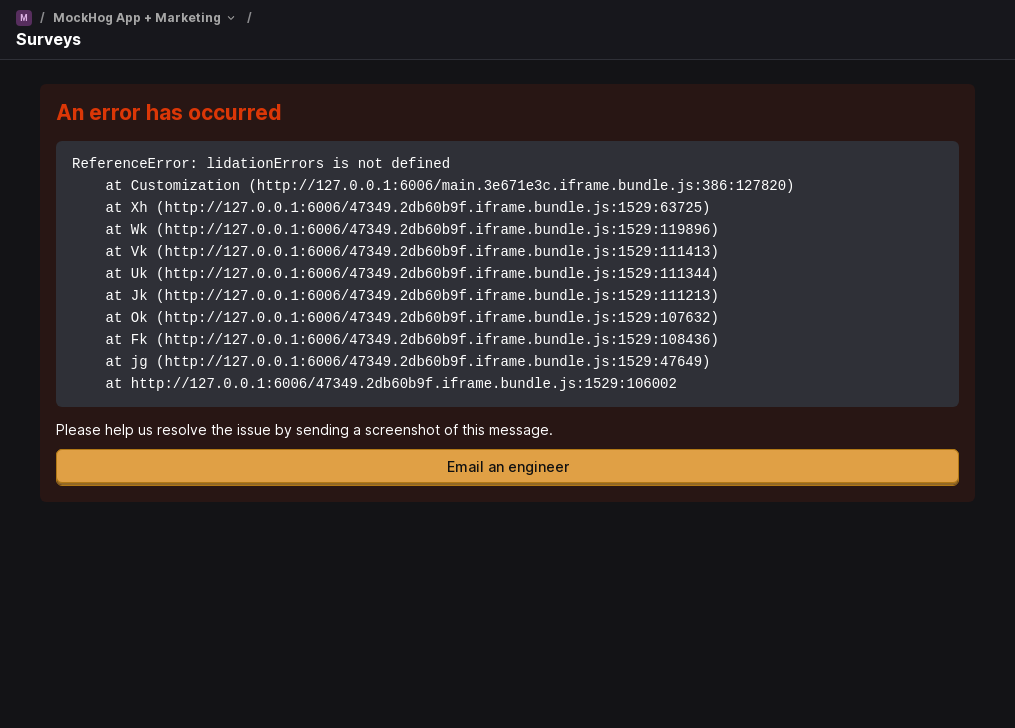 M / MockHog App + Marketing /
Surveys
An error has occurred
ReferenceError: lidationErrors is not defined
    at Customization (http://127.0.0.1:6006/main.3e671e3c.iframe.bundle.js:386:127820)
    at Xh (http://127.0.0.1:6006/47349.2db60b9f.iframe.bundle.js:1529:63725)
    at Wk (http://127.0.0.1:6006/47349.2db60b9f.iframe.bundle.js:1529:119896)
    at Vk (http://127.0.0.1:6006/47349.2db60b9f.iframe.bundle.js:1529:111413)
    at Uk (http://127.0.0.1:6006/47349.2db60b9f.iframe.bundle.js:1529:111344)
    at Jk (http://127.0.0.1:6006/47349.2db60b9f.iframe.bundle.js:1529:111213)
    at Ok (http://127.0.0.1:6006/47349.2db60b9f.iframe.bundle.js:1529:107632)
    at Fk (http://127.0.0.1:6006/47349.2db60b9f.iframe.bundle.js:1529:108436)
    at jg (http://127.0.0.1:6006/47349.2db60b9f.iframe.bundle.js:1529:47649)
    at http://127.0.0.1:6006/47349.2db60b9f.iframe.bundle.js:1529:106002
Please help us resolve the issue by sending a screenshot of this message.
Email an engineer